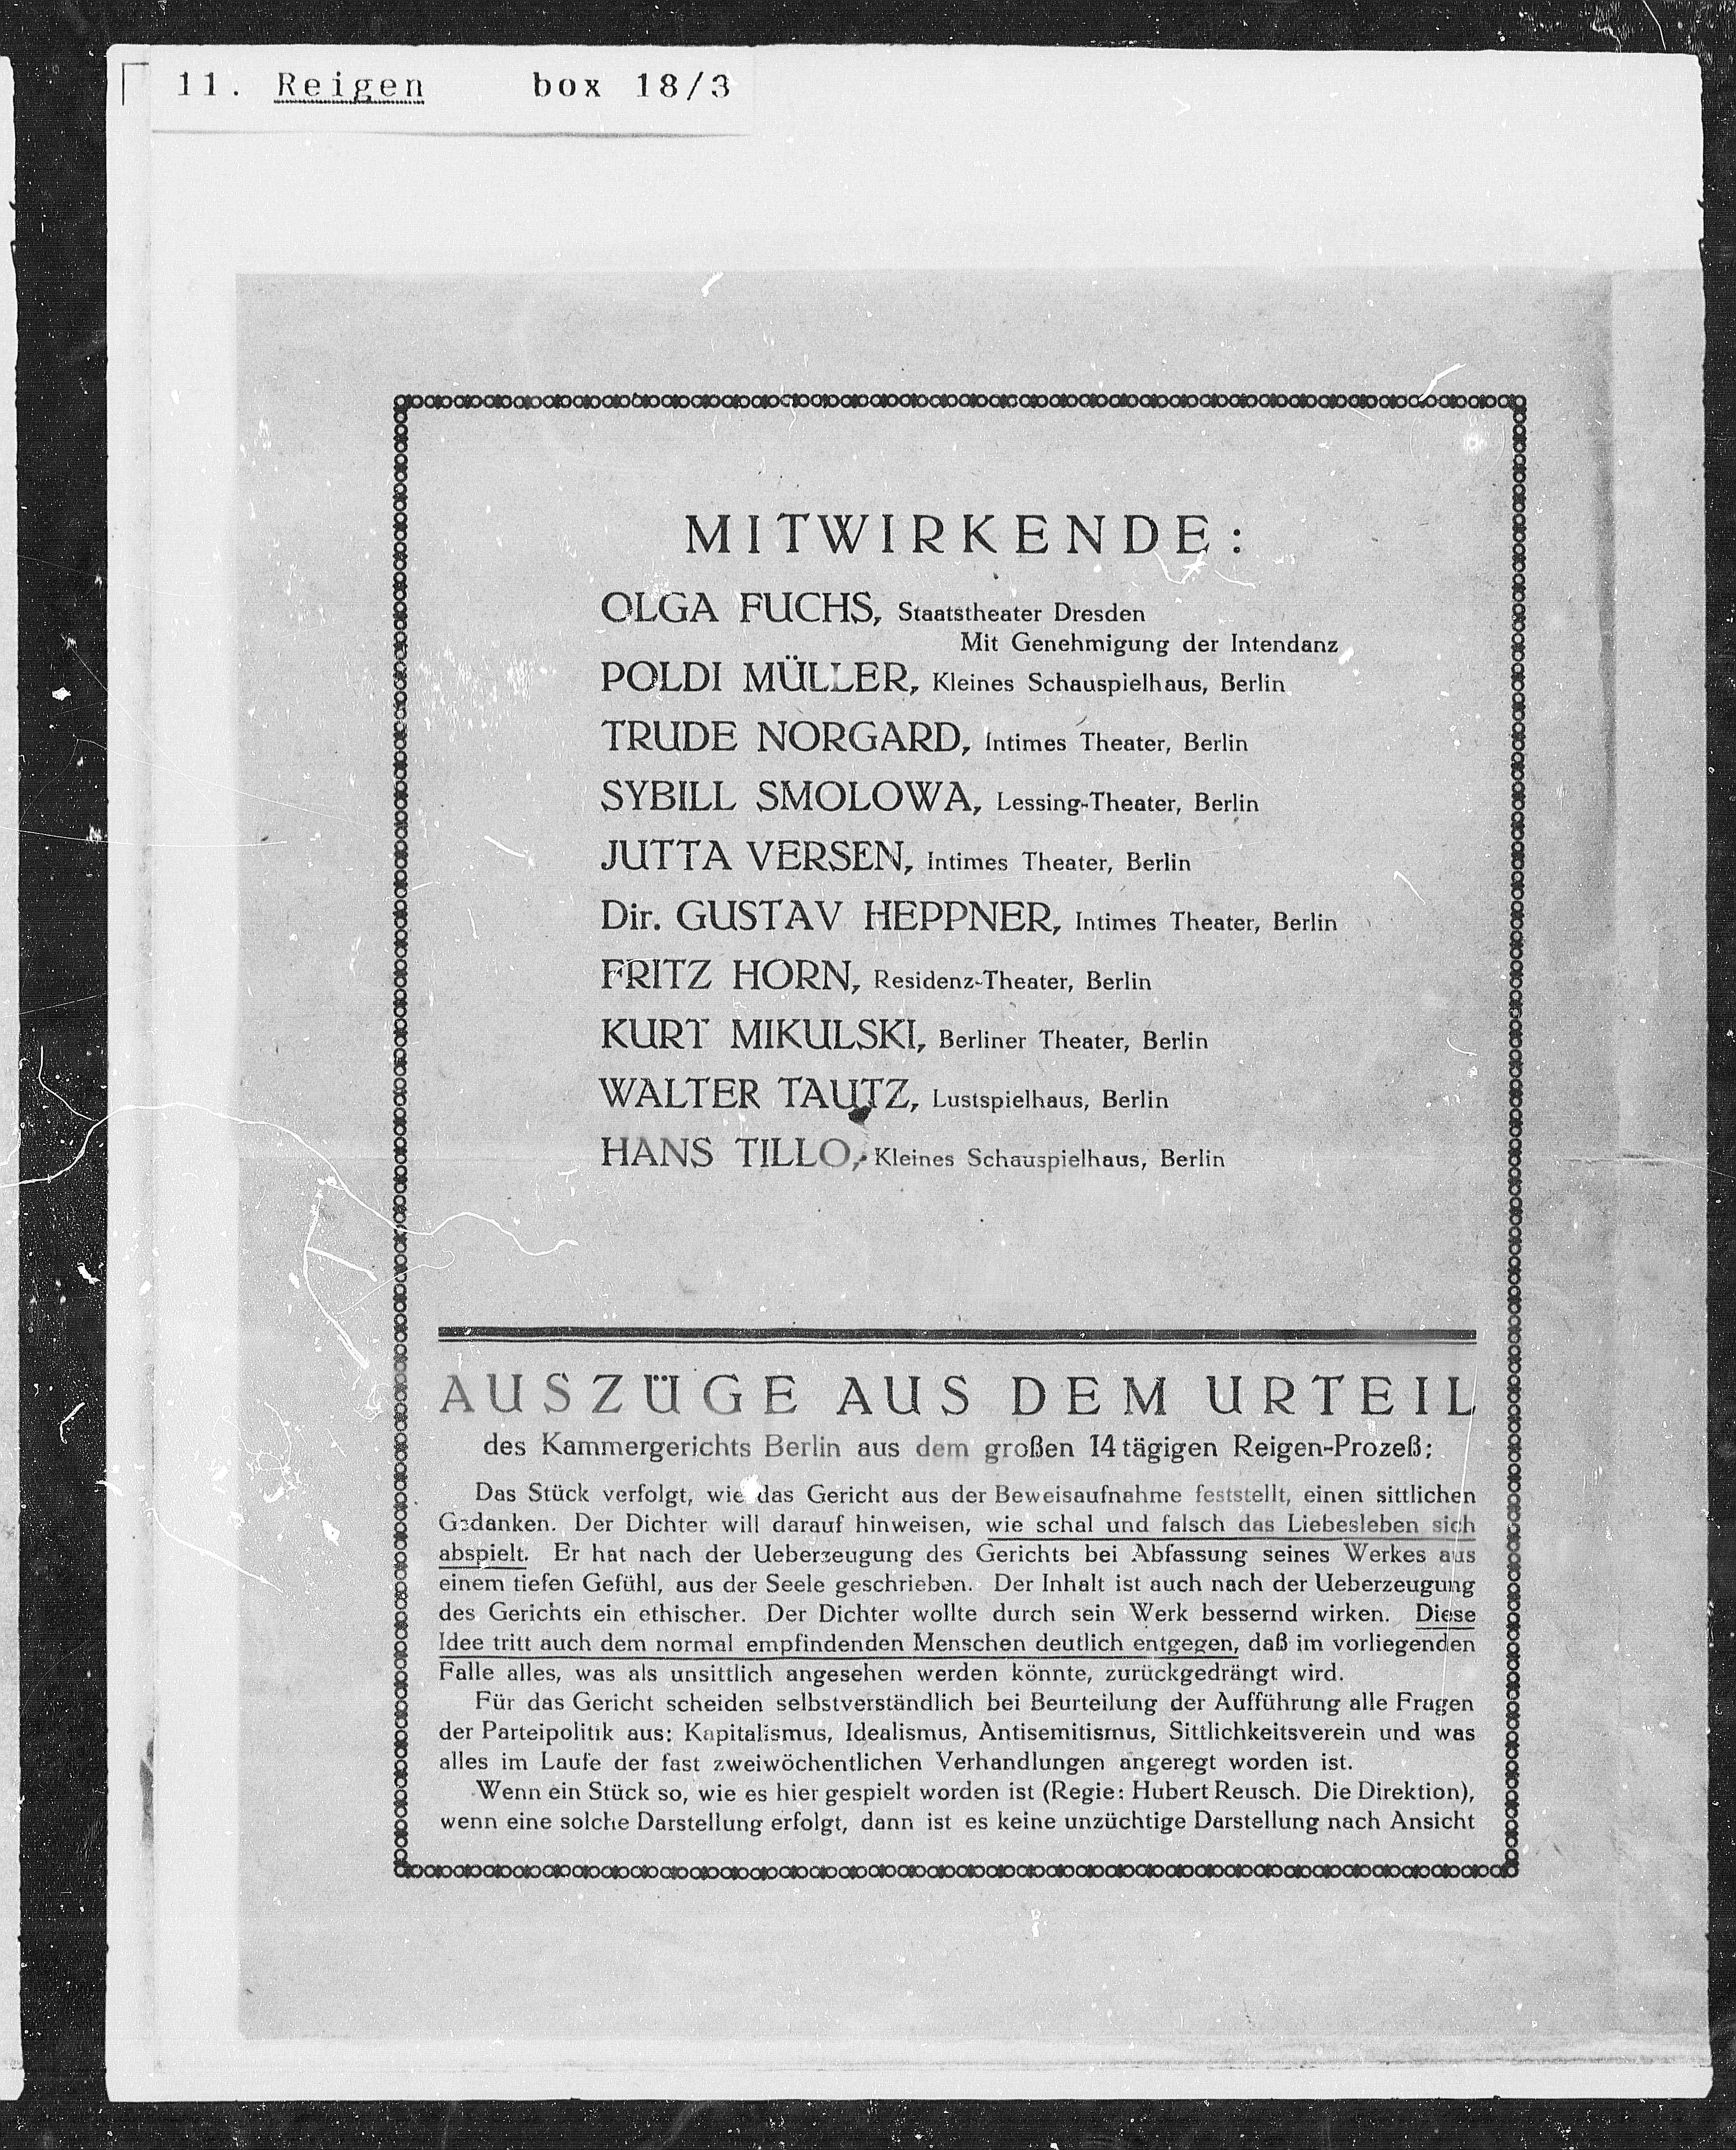 11. Reigen box 18/3
MITWIRKENDE:
OLGA FUCHS, Staatstheater Dresden
Mit Genehmigung der Intendanz
POLDI MÜLLER, Kleines Schauspielhaus, Berlin
TRUDE NORGARD, Intimes Theater, Berlin
SYBILL SMOLOWA, Lessing-Theater, Berlin
JUTTA VERSEN, Intimes Theater, Berlin
Dir. GUSTAV HEPPNER, Intimes Theater, Berlin
FRITZ HORN, Residenz-Theater, Berlin
KURT MIKULSKI, Berliner Theater, Berlin
WALTER TAUTZ, Lustspielhaus, Berlin
HANS TILLO, Kleines Schauspielhaus, Berlin
AUSZÜGE AUS DEM URTEIL
des Kammergerichts Berlin aus dem großen 14tägigen Reigen-Prozeß:
Das Stück verfolgt, wie das Gericht aus der Beweisaufnahme feststellt, einen sittlichen
Gedanken. Der Dichter will darauf hinweisen, wie schal und falsch das Liebesleben sich
abspielt. Er hat nach der Ueberzeugung des Gerichts bei Abfassung seines Werkes aus
einem tiefen Gefühl, aus der Seele geschrieben. Der Inhalt ist auch nach der Ueberzeugung
des Gerichts ein ethischer. Der Dichter wollte durch sein Werk bessernd wirken. Diese
Idee tritt auch dem normal empfindenden Menschen deutlich entgegen, daß im vorliegenden
Falle alles, was als unsittlich angesehen werden könnte, zurückgedrängt wird.
Für das Gericht scheiden selbstverständlich bei Beurteilung der Aufführung alle Fragen
der Parteipolitik aus: Kapitalismus, Idealismus, Antisemitismus, Sittlichkeitsverein und was
alles im Laufe der fast zweiwöchentlichen Verhandlungen angeregt worden ist.
Wenn ein Stück so, wie es hier gespielt worden ist (Regie: Hubert Reusch. Die Direktion),
wenn eine solche Darstellung erfolgt, dann ist es keine unzüchtige Darstellung nach Ansicht